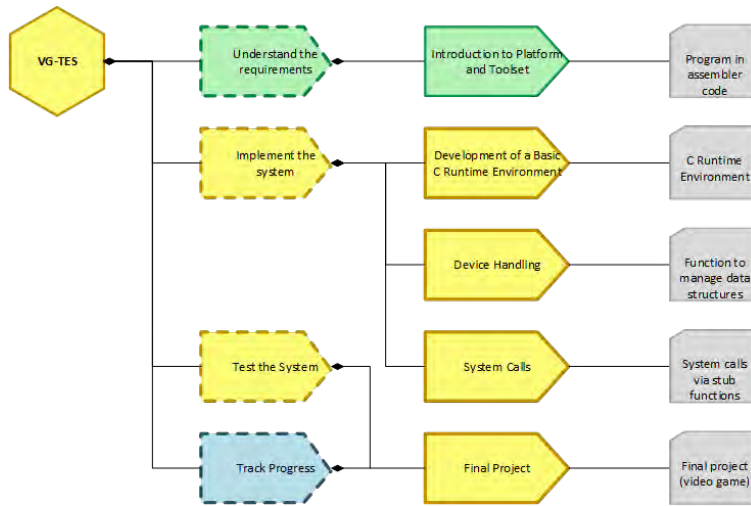 VG-TES
Understand the
requirements
Introduction to Platform
and Toolset
Program in
assembler
code
Implement the
system
Development of a Basic
C Runtime Environment
C Runtime
Environment
Device Handling
Function to
manage data
structures
Test the System
System Calls
System calls
via stub
functions
Track Progress
Final Project
Final project
(video game)